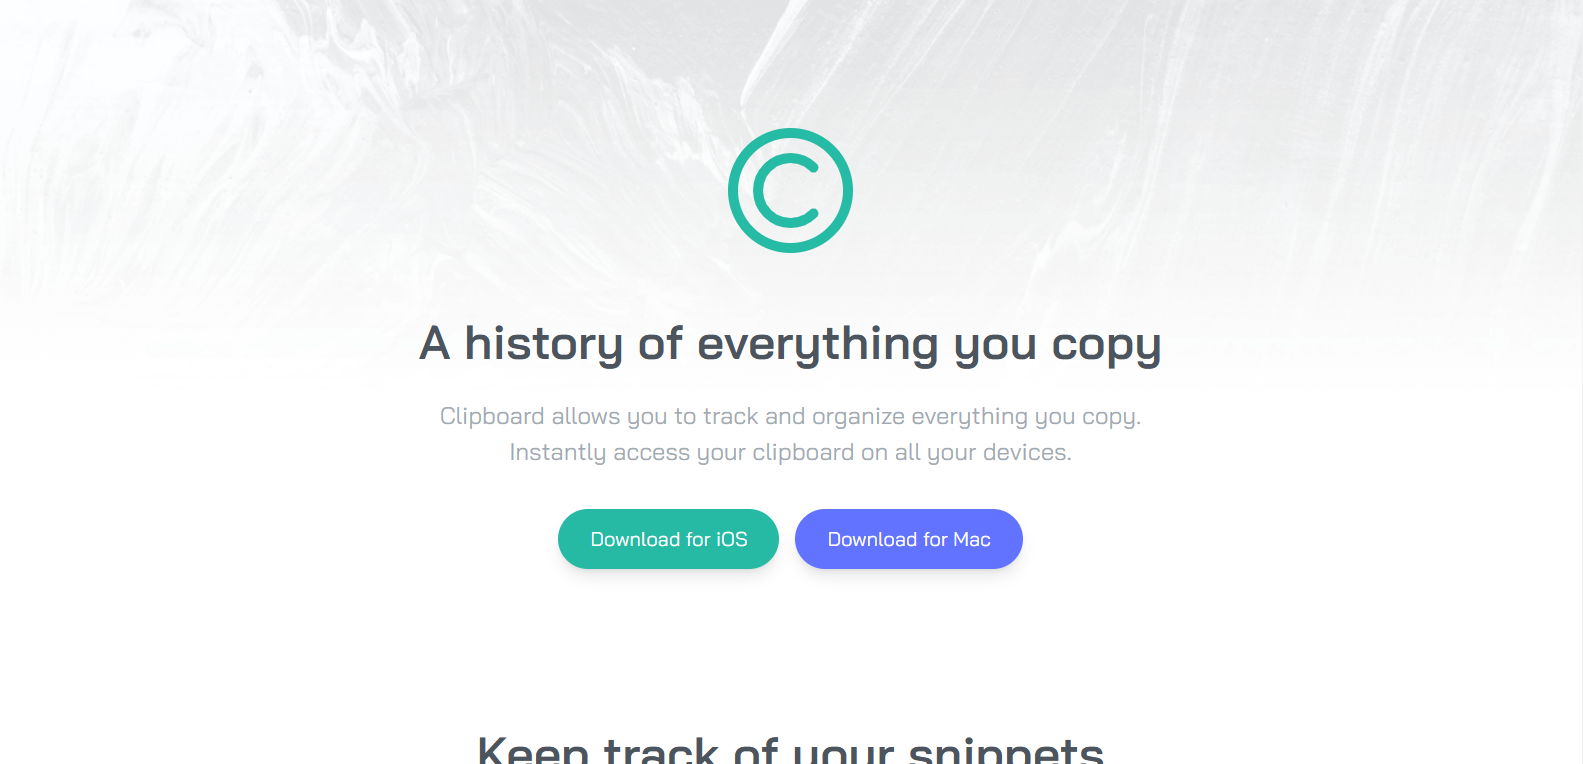 C
A history of everything you copy
Clipboard allows you to track and organize everything you copy.
Instantly access your clipboard on all your devices.
Download for iOS
Download for Mac
Keep track of your snippets